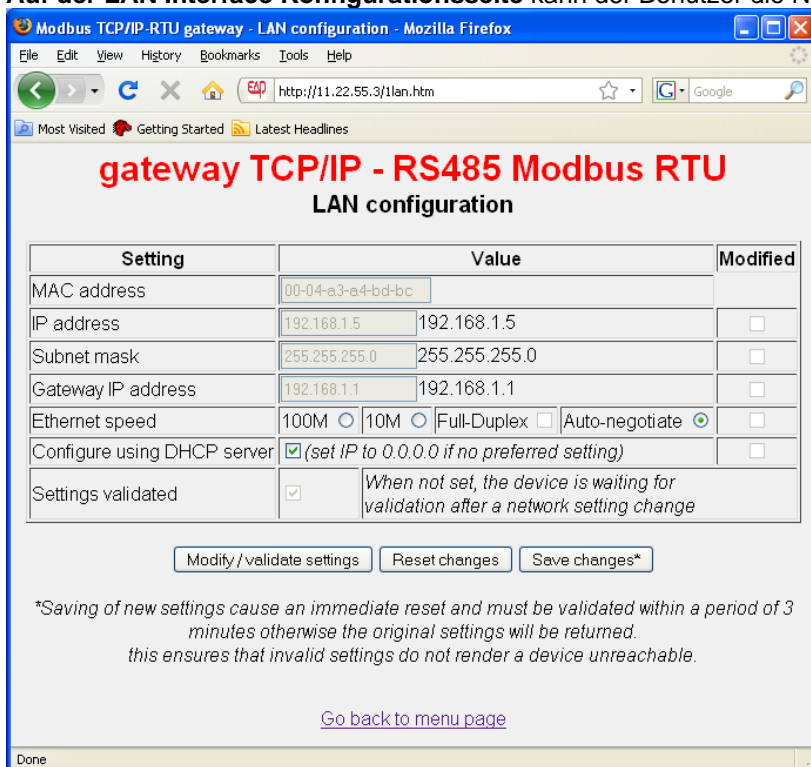 Auf der LAN Interface Konfigurationsseite kann der Benutzer die N
Modbus TCP/IP-RTU gateway - LAN configuration - Mozilla Firefox
File Edit View History Bookmarks Tools Help
http://11.22.55.3/1lan.htm
G Google
Most Visited Getting Started Latest Headlines
gateway TCP/IP - RS485 Modbus RTU
LAN configuration
Setting Value Modified
MAC address 00-04-a3-a4-bd-bc
IP address 192.168.1.5 192.168.1.5
Subnet mask 255.255.255.0 255.255.255.0
Gateway IP address 192.168.1.1 192.168.1.1
Ethernet speed 100M 10M Full-Duplex Auto-negotiate
Configure using DHCP server (set IP to 0.0.0.0 if no preferred setting)
Settings validated When not set, the device is waiting for
validation after a network setting change
Modify / validate settings Reset changes Save changes*
*Saving of new settings cause an immediate reset and must be validated within a period of 3
minutes otherwise the original settings will be returned.
this ensures that invalid settings do not render a device unreachable.
Go back to menu page
Done